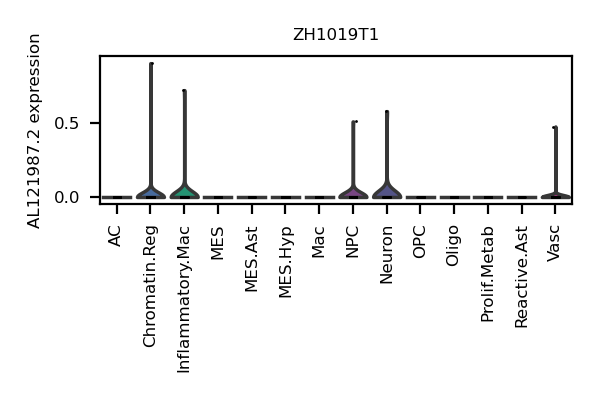 ZH1019T1
AL121987.2 expression
0.5
0.0
AC
Chromatin.Reg
Inflammatory.Mac
MES
MES.Ast
MES.Hyp
Mac
NPC
Neuron
OPC
Oligo
Prolif.Metab
Reactive.Ast
Vasc